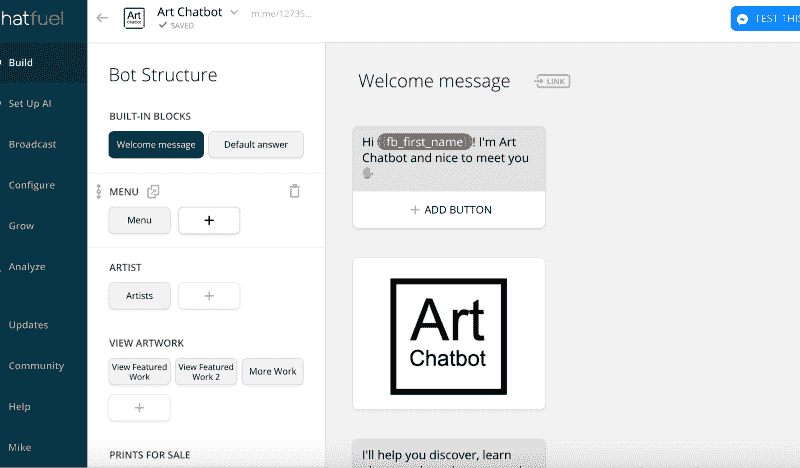 hatfuel
Art Chatbot
SAVED
m.me/12735...
TEST THIS
Build
Set Up AI
Broadcast
Configure
Grow
Analyze
Updates
Community
Help
Mike
Bot Structure
BUILT-IN BLOCKS
Welcome message
Default answer
MENU
Menu
+
ARTIST
Artists
+
VIEW ARTWORK
View Featured
Work
View Featured
Work 2
More Work
+
PRINTS FOR SALE
Welcome message
LINK
Hi fb_first_name! I'm Art
Chatbot and nice to meet you
+ ADD BUTTON
Art
Chatbot
I'll help you discover, learn